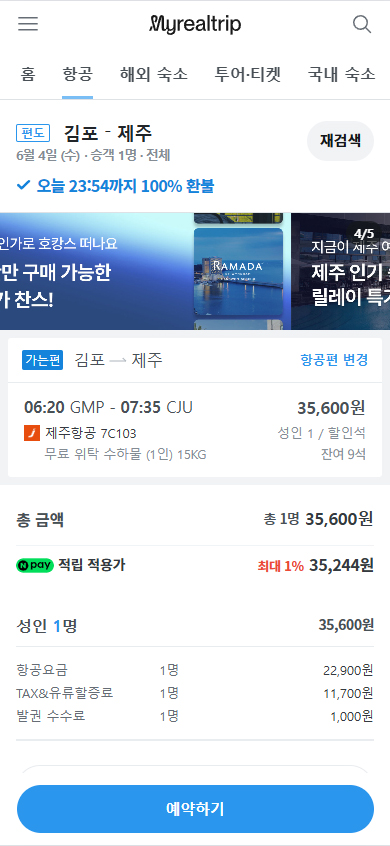 Myrealtrip
홈 항공 해외 숙소 투어·티켓 국내 숙소
편도 김포 - 제주
6월 4일 (수) · 승객 1명 · 전체
재검색
오늘 23:54까지 100% 환불
인가로 호캉스 떠나요
만 구매 가능한
가 찬스!
RAMADA
4/5
지금이 제주 여
제주 인기
릴레이 특가
가는편 김포 → 제주 항공편 변경
06:20 GMP - 07:35 CJU 35,600원
제주항공 7C103 성인 1 / 할인석
무료 위탁 수하물 (1인) 15KG 잔여 9석
총 금액 총 1명 35,600원
N pay 적립 적용가 최대 1% 35,244원
성인 1명 35,600원
항공요금 1명 22,900원
TAX&유류할증료 1명 11,700원
발권 수수료 1명 1,000원
예약하기